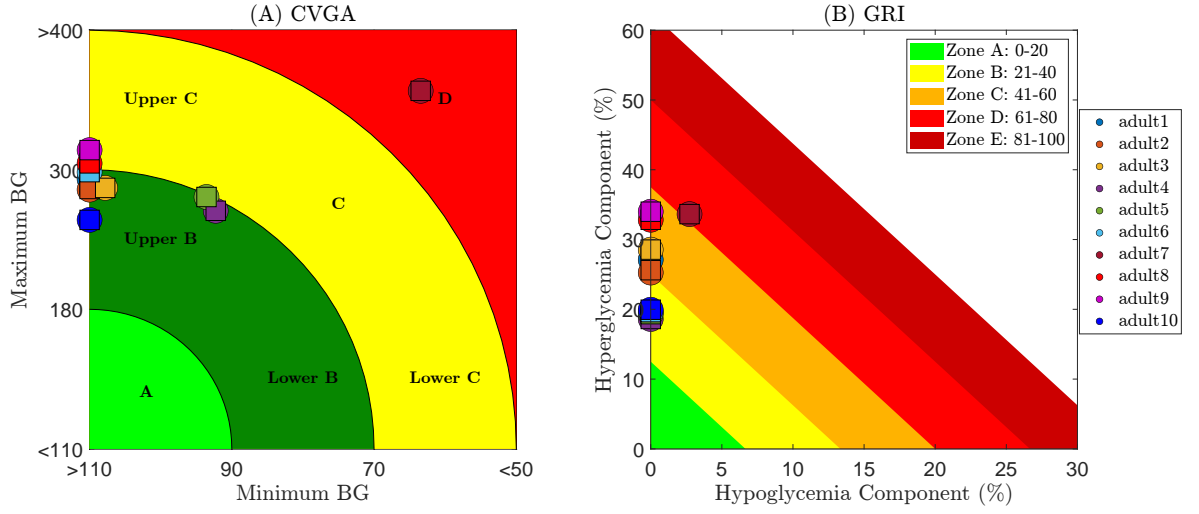 (A) CVGA
>400
300
180
<110
>110
90
70
<50
Maximum BG
Minimum BG
Upper C
D
C
Upper B
Lower B
Lower C
A
(B) GRI
60
50
40
30
20
10
0
0
5
10
15
20
25
30
Hyperglycemia Component (%)
Hypoglycemia Component (%)
Zone A: 0-20
Zone B: 21-40
Zone C: 41-60
Zone D: 61-80
Zone E: 81-100
adult1
adult2
adult3
adult4
adult5
adult6
adult7
adult8
adult9
adult10